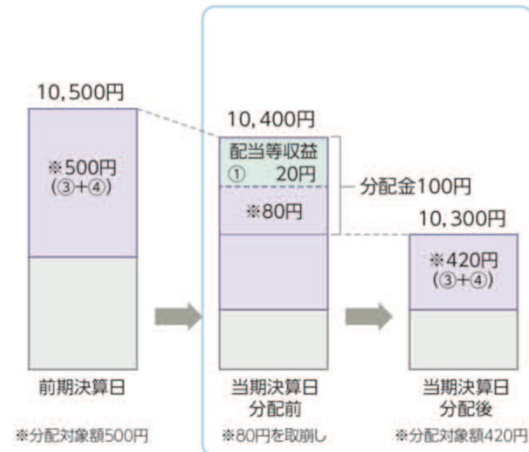 10,500円
※500円
(③+④)
前期決算日
※分配対象額500円
10,400円
配当等収益
① 20円
※80円
分配金100円
当期決算日
分配前
※80円を取崩し
10,300円
※420円
(③+④)
当期決算日
分配後
※分配対象額420円